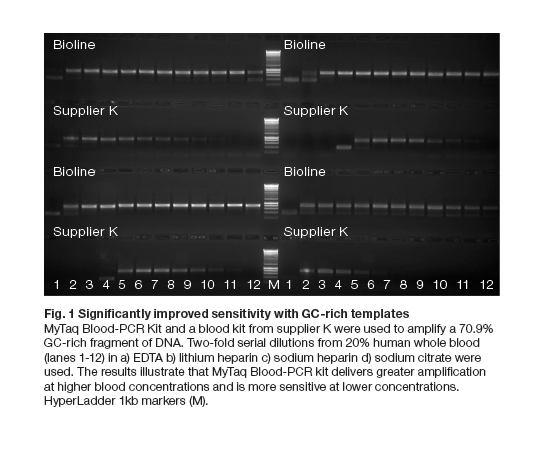 Bioline
Bioline
Supplier K
Supplier K
Bioline
Bioline
Supplier K
Supplier K
1 2 3 4 5 6 7 8 9 10 11 12 M 1 2 3 4 5 6 7 8 9 10 11 12
Fig. 1 Significantly improved sensitivity with GC-rich templates
MyTaq Blood-PCR Kit and a blood kit from supplier K were used to amplify a 70.9%
GC-rich fragment of DNA. Two-fold serial dilutions from 20% human whole blood
(lanes 1-12) in a) EDTA b) lithium heparin c) sodium heparin d) sodium citrate were
used. The results illustrate that MyTaq Blood-PCR kit delivers greater amplification
at higher blood concentrations and is more sensitive at lower concentrations.
HyperLadder 1kb markers (M).